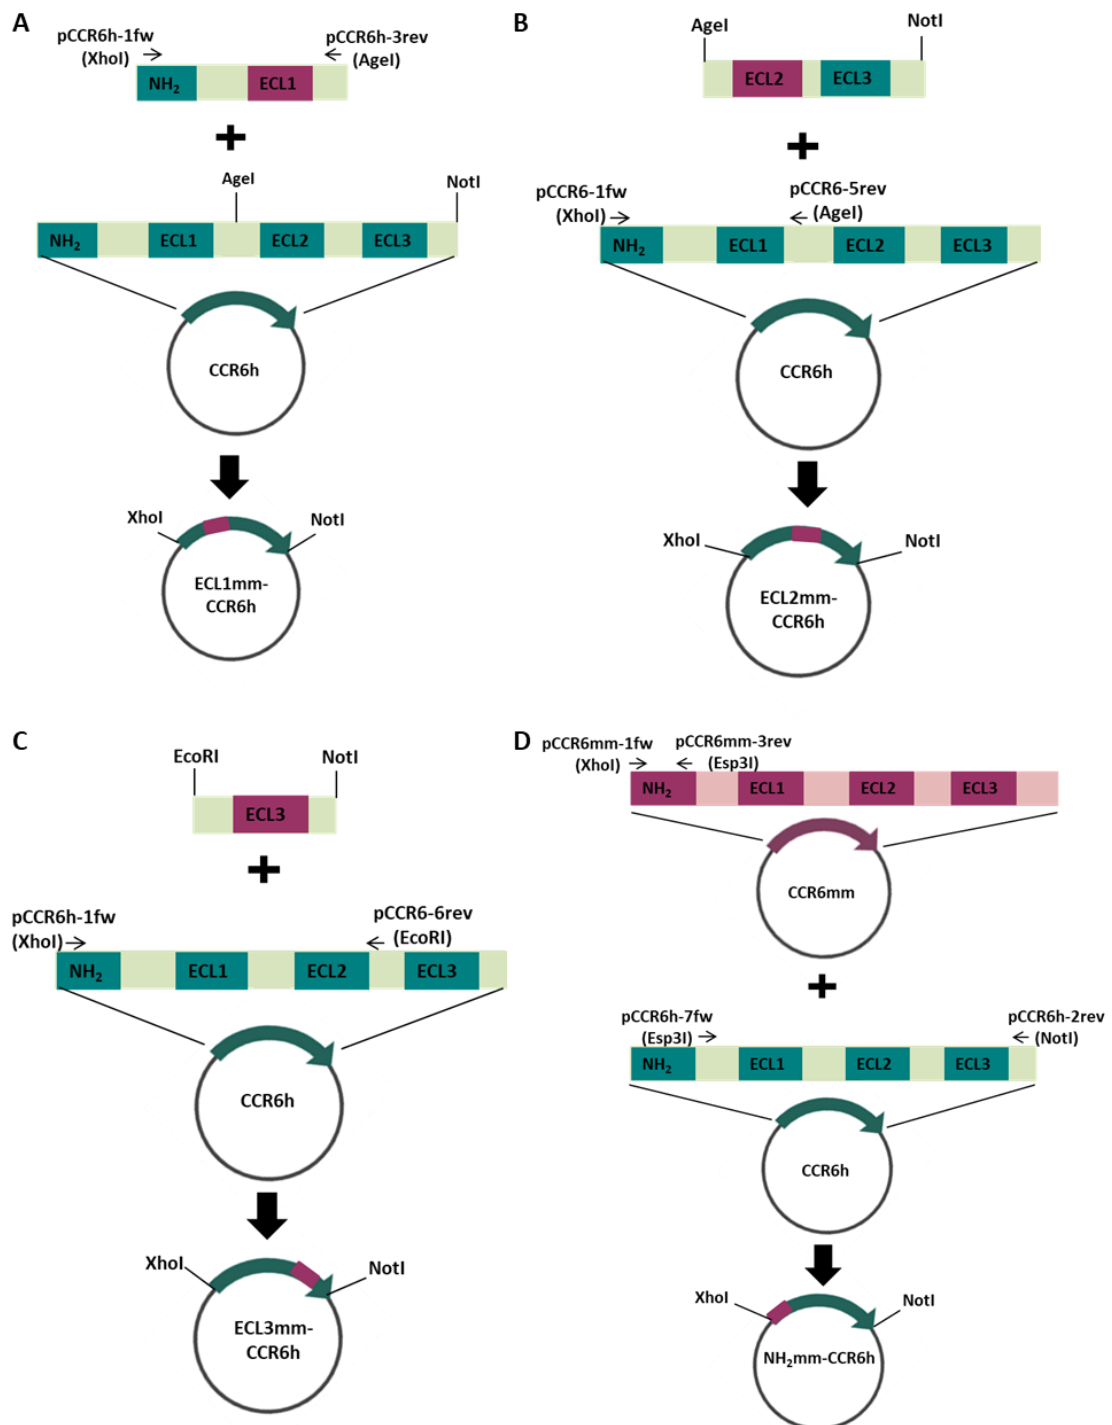 A
pCCR6h-1fw
(XhoI)
pCCR6h-3rev
(AgeI)
NH2
ECL1
+
AgeI
NotI
NH2
ECL1
ECL2
ECL3
CCR6h
XhoI
NotI
ECL1mm-
CCR6h
B
AgeI
NotI
ECL2
ECL3
+
pCCR6-1fw
(XhoI)
pCCR6-5rev
(AgeI)
NH2
ECL1
ECL2
ECL3
CCR6h
XhoI
NotI
ECL2mm-
CCR6h
C
EcoRI
NotI
ECL3
+
pCCR6h-1fw
(XhoI)
pCCR6-6rev
(EcoRI)
NH2
ECL1
ECL2
ECL3
CCR6h
XhoI
NotI
ECL3mm-
CCR6h
D
pCCR6mm-1fw
(XhoI)
pCCR6mm-3rev
(Esp3I)
NH2
ECL1
ECL2
ECL3
CCR6mm
+
pCCR6h-7fw
(Esp3I)
pCCR6h-2rev
(NotI)
NH2
ECL1
ECL2
ECL3
CCR6h
XhoI
NotI
NH2mm-CCR6h